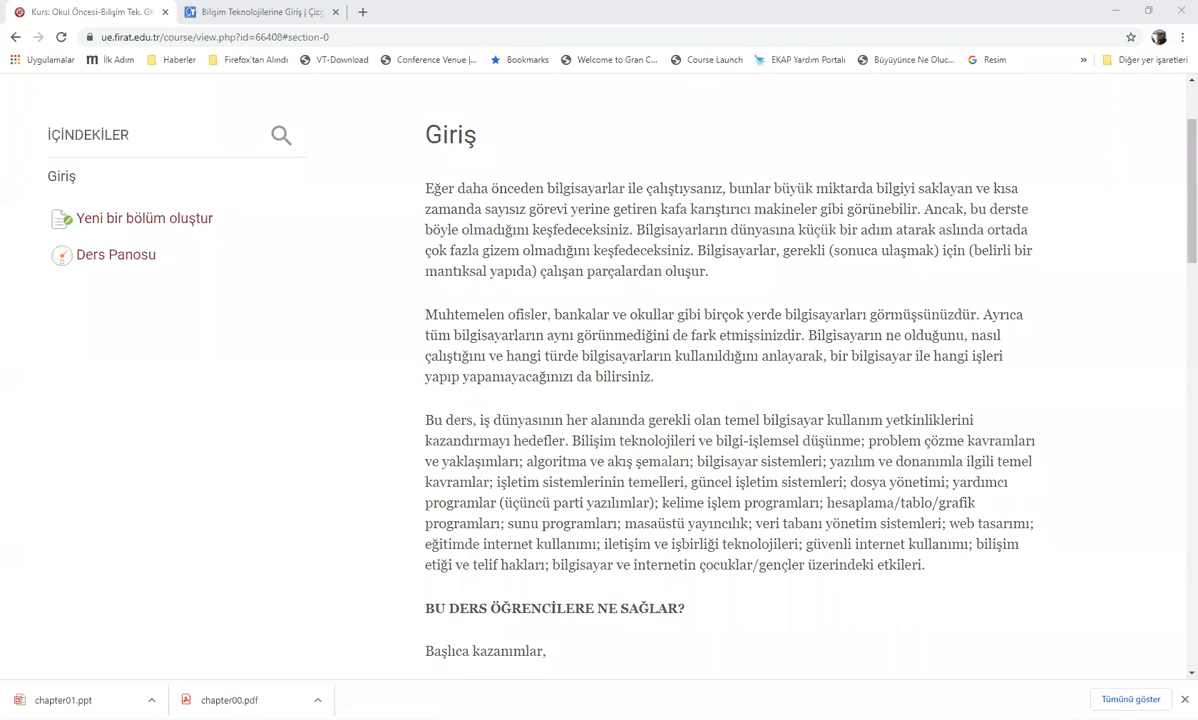 Kurs: Okul Öncesi-Bilişim Tek. GK
Bilişim Teknolojilerine Giriş | Çizg
ue.firat.edu.tr/course/view.php?id=66408#section-0
Uygulamalar İlk Adım Haberler Firefox'tan Alındı VT-Download Conference Venue |... Bookmarks Welcome to Gran C... Course Launch EKAP Yardım Portalı Büyüyünce Ne Oluc... Resim » Diğer yer işaretleri
İÇİNDEKİLER
Giriş
Yeni bir bölüm oluştur
Ders Panosu
Giriş
Eğer daha önceden bilgisayarlar ile çalıştıysanız, bunlar büyük miktarda bilgiyi saklayan ve kısa
zamanda sayısız görevi yerine getiren kafa karıştırıcı makineler gibi görünebilir. Ancak, bu derste
böyle olmadığını keşfedeceksiniz. Bilgisayarların dünyasına küçük bir adım atarak aslında ortada
çok fazla gizem olmadığını keşfedeceksiniz. Bilgisayarlar, gerekli (sonuca ulaşmak) için (belirli bir
mantıksal yapıda) çalışan parçalardan oluşur.
Muhtemelen ofisler, bankalar ve okullar gibi birçok yerde bilgisayarları görmüşsünüzdür. Ayrıca
tüm bilgisayarların aynı görünmediğini de fark etmişsinizdir. Bilgisayarın ne olduğunu, nasıl
çalıştığını ve hangi türde bilgisayarların kullanıldığını anlayarak, bir bilgisayar ile hangi işleri
yapıp yapamayacağınızı da bilirsiniz.
Bu ders, iş dünyasının her alanında gerekli olan temel bilgisayar kullanım yetkinliklerini
kazandırmayı hedefler. Bilişim teknolojileri ve bilgi-işlemsel düşünme; problem çözme kavramları
ve yaklaşımları; algoritma ve akış şemaları; bilgisayar sistemleri; yazılım ve donanımla ilgili temel
kavramlar; işletim sistemlerinin temelleri, güncel işletim sistemleri; dosya yönetimi; yardımcı
programlar (üçüncü parti yazılımlar); kelime işlem programları; hesaplama/tablo/grafik
programları; sunu programları; masaüstü yayıncılık; veri tabanı yönetim sistemleri; web tasarımı;
eğitimde internet kullanımı; iletişim ve işbirliği teknolojileri; güvenli internet kullanımı; bilişim
etiği ve telif hakları; bilgisayar ve internetin çocuklar/gençler üzerindeki etkileri.
BU DERS ÖĞRENCİLERE NE SAĞLAR?
Başlıca kazanımlar,
chapter01.ppt
chapter00.pdf
Tümünü göster